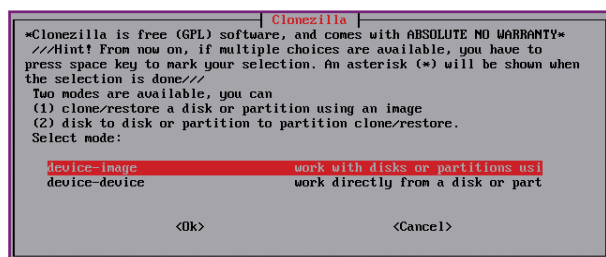 Clonezilla
*Clonezilla is free (GPL) software, and comes with ABSOLUTE NO WARRANTY*
///Hint! From now on, if multiple choices are available, you have to
press space key to mark your selection. An asterisk (*) will be shown when
the selection is done///
Two modes are available, you can
(1) clone/restore a disk or partition using an image
(2) disk to disk or partition to partition clone/restore.
Select mode:
device-image work with disks or partitions usi
device-device work directly from a disk or part
<Ok> <Cancel>